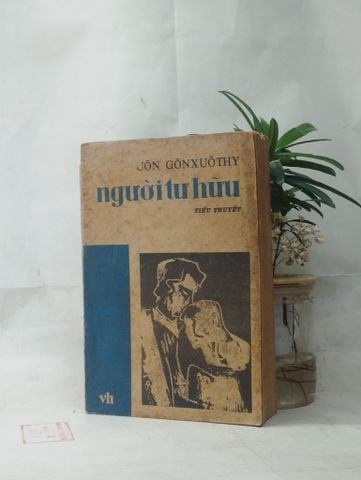 JÔN GÔNXUÔTHY
người tư hữu
TIỂU THUYẾT
vh